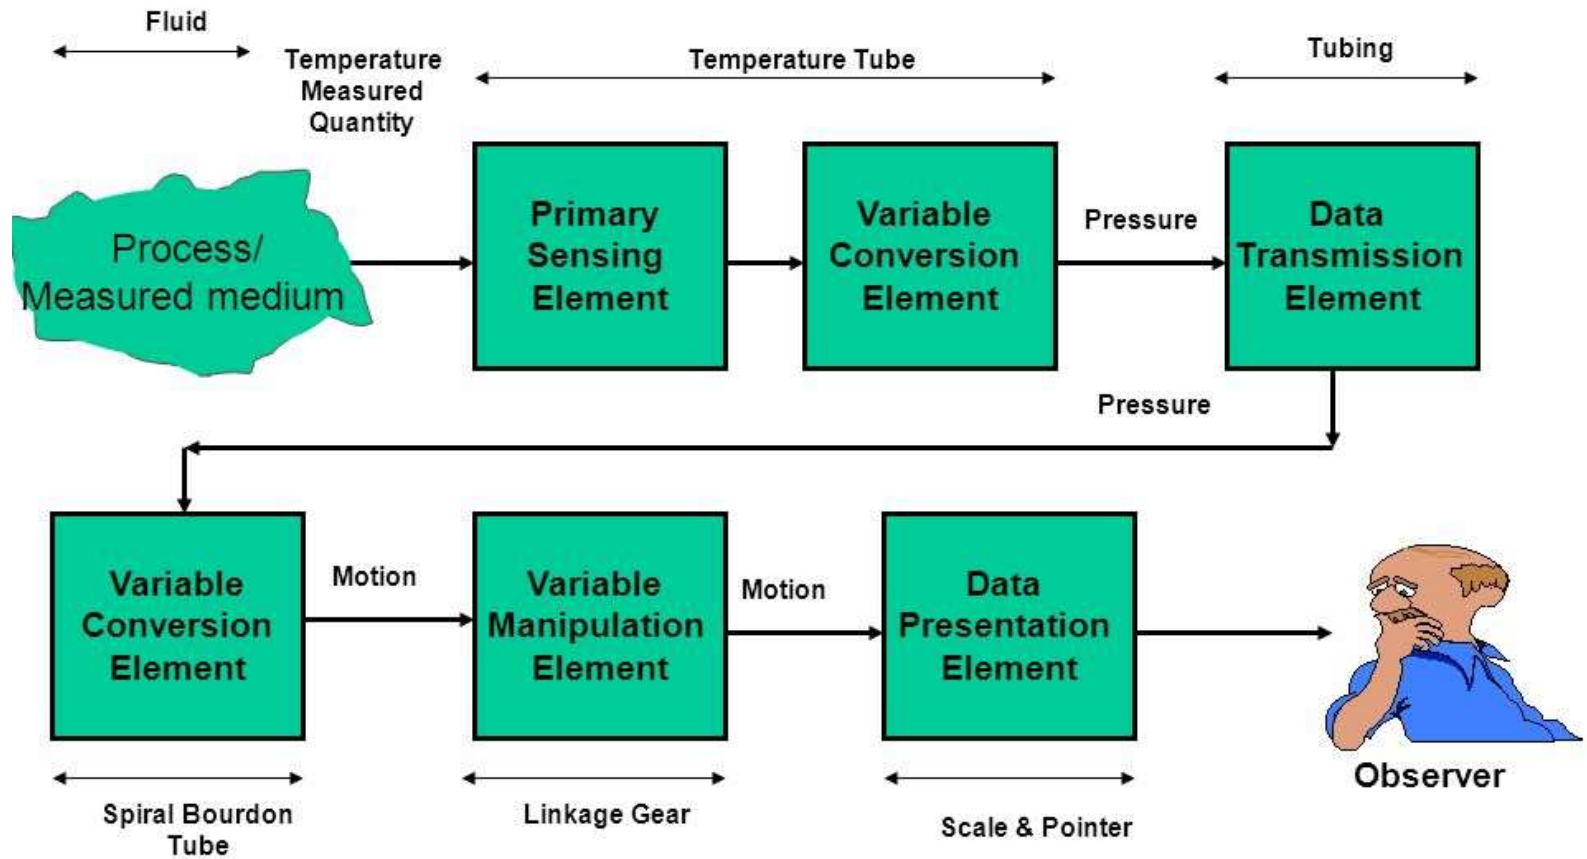 Fluid
Temperature
Measured
Quantity
Temperature Tube
Tubing
Process/
Measured medium
Primary
Sensing
Element
Variable
Conversion
Element
Pressure
Data
Transmission
Element
Pressure
Variable
Conversion
Element
Motion
Variable
Manipulation
Element
Motion
Data
Presentation
Element
Observer
Spiral Bourdon
Tube
Linkage Gear
Scale & Pointer